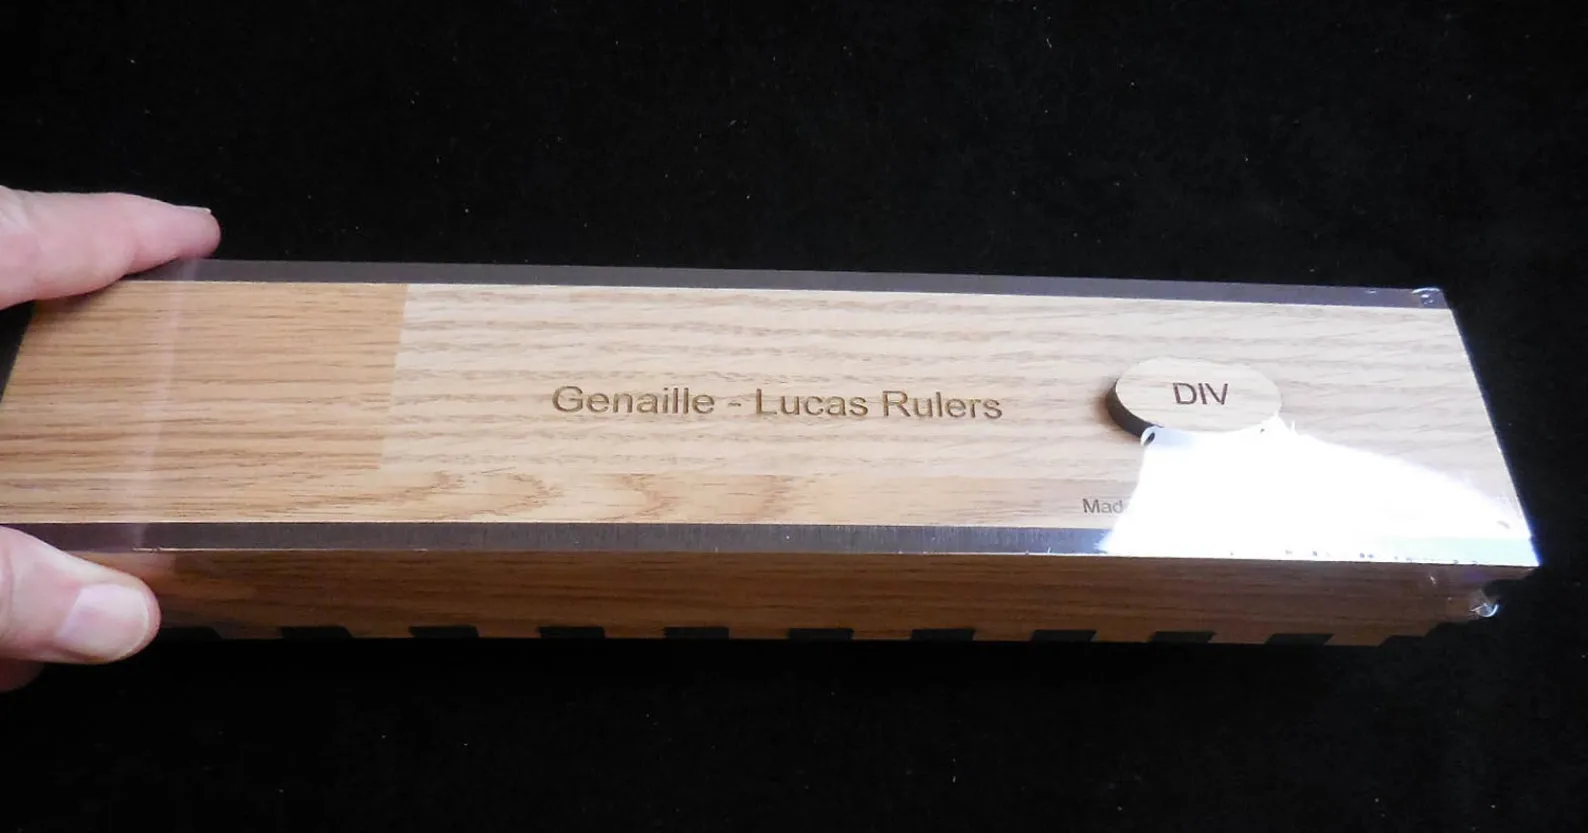 Genaille - Lucas Rulers
DIV